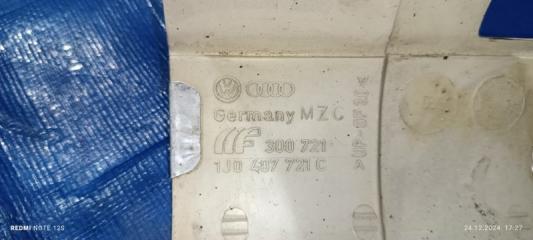 Germany MZC
300 721
1J0 407 721 C
REDMI NOTE 12S
24.12.2024 17:27